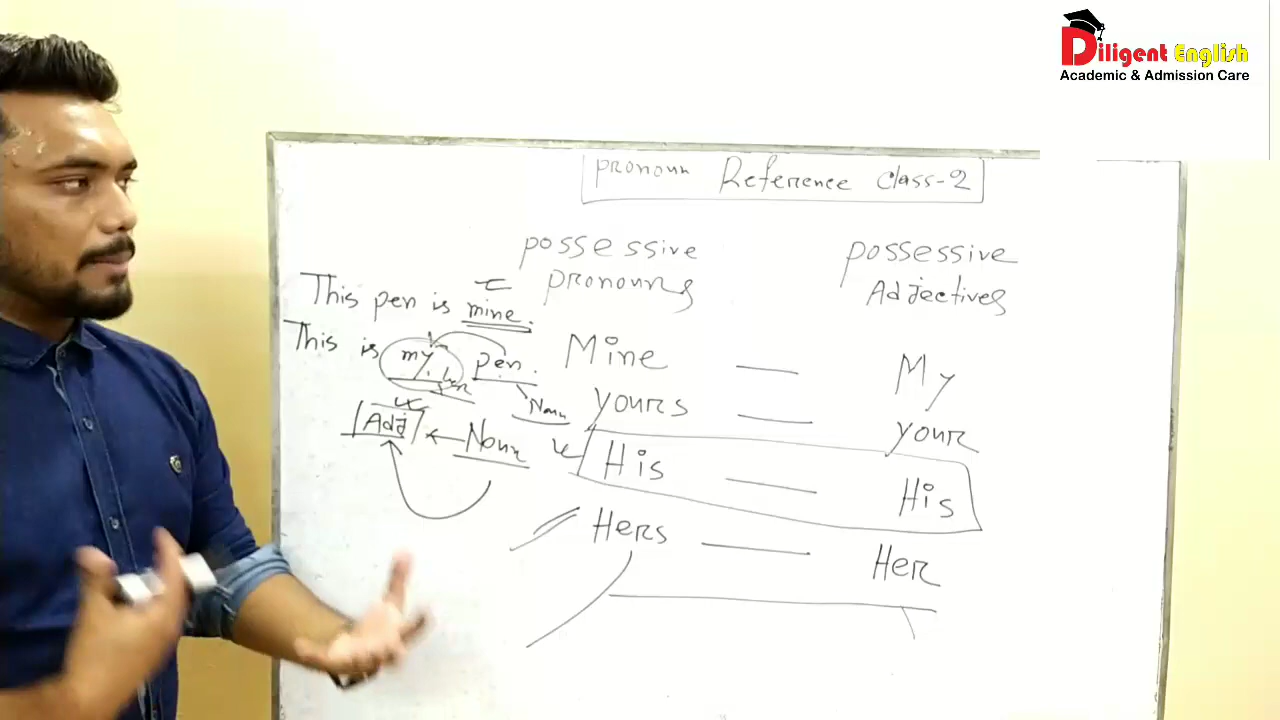 Diligent English
Academic & Admission Care
Pronoun Reference Class-2
possessive pronouns
possessive Adjectives
This pen is mine.
This is my pen.
Noun
Adj Noun
Mine — My
yours — your
His — His
Hers — Her